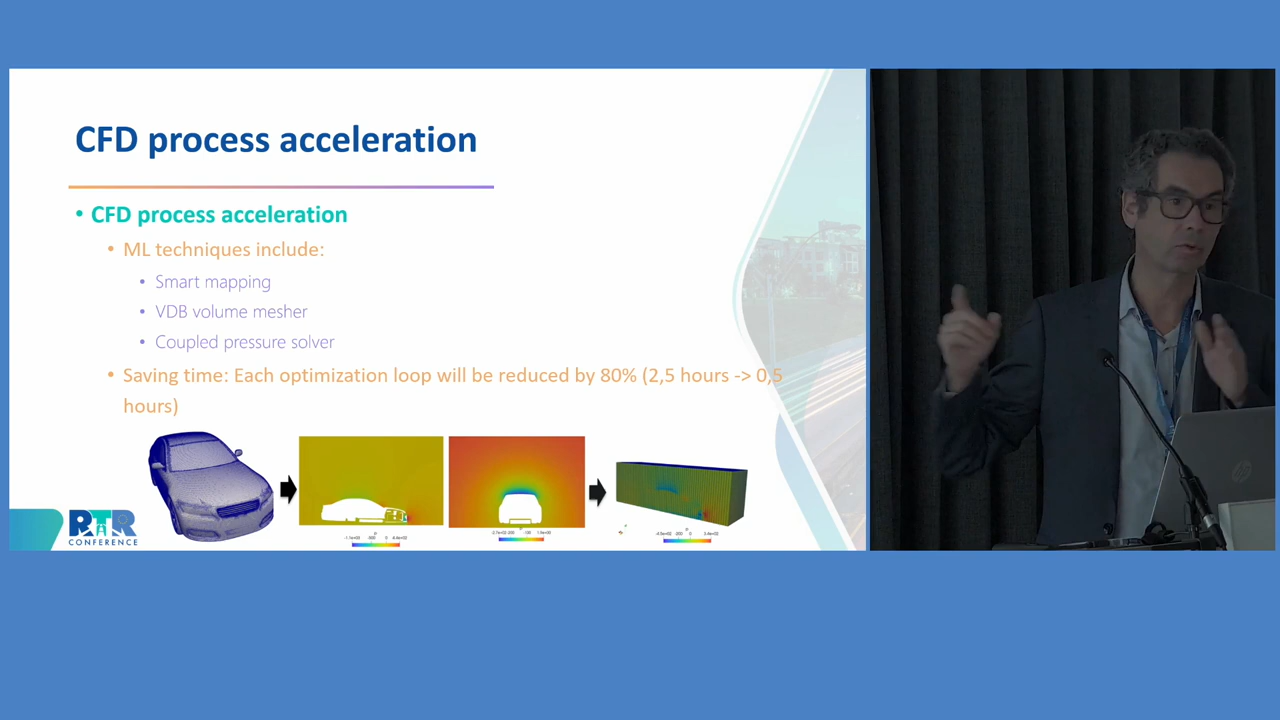 CFD process acceleration
• CFD process acceleration
• ML techniques include:
• Smart mapping
• VDB volume mesher
• Coupled pressure solver
• Saving time: Each optimization loop will be reduced by 80% (2,5 hours -> 0,5
hours)
RTR
CONFERENCE
hp